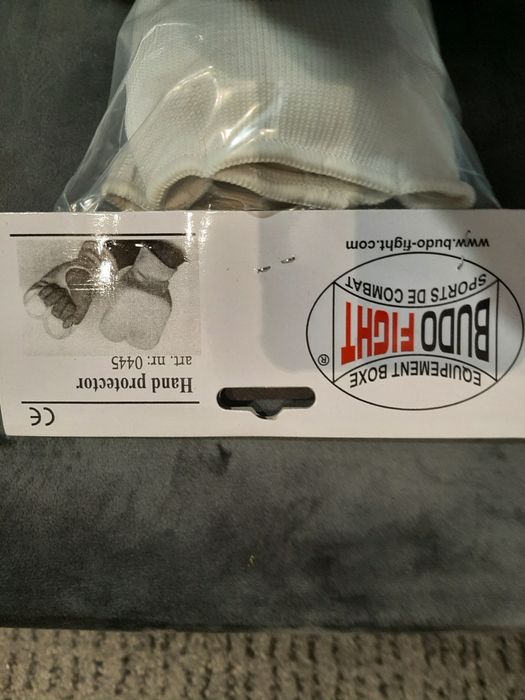 CE
Hand protector
art. nr: 0445
EQUIPEMENT BOXE
BUDO FIGHT
®
SPORTS DE COMBAT
www.budo-fight.com